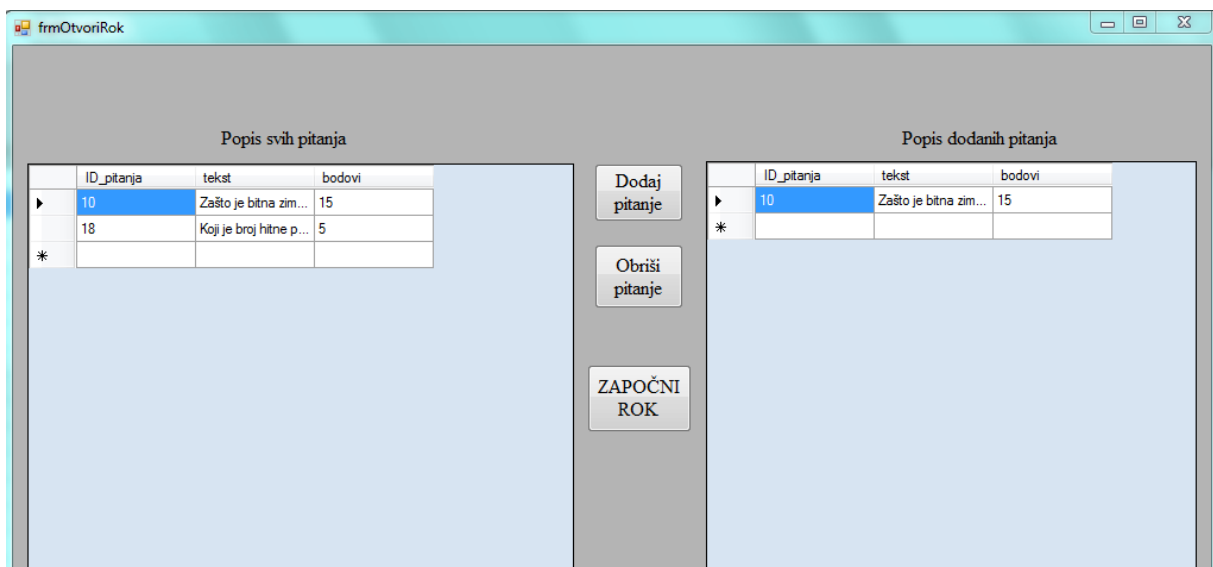 frmOtvoriRok
Popis svih pitanja
ID_pitanja tekst bodovi
10 Zašto je bitna zim... 15
18 Koji je broj hitne p... 5
Dodaj
pitanje
Obriši
pitanje
ZAPOČNI
ROK
Popis dodanih pitanja
ID_pitanja tekst bodovi
10 Zašto je bitna zim... 15